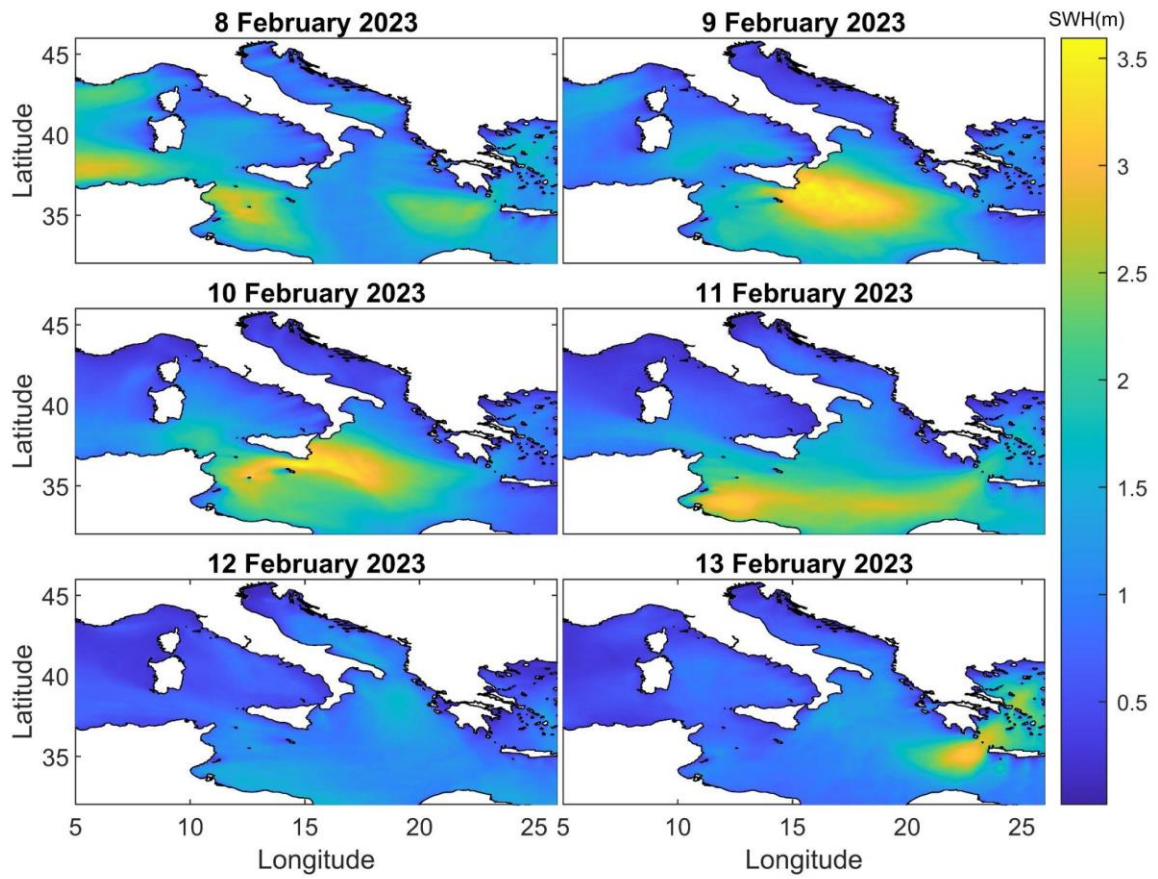 8 February 2023
9 February 2023
SWH(m)
45
40
35
Latitude
3.5
3
2.5
2
1.5
1
0.5
10 February 2023
11 February 2023
45
40
35
Latitude
12 February 2023
13 February 2023
45
40
35
Latitude
5 10 15 20 25
5 10 15 20 25
Longitude
Longitude